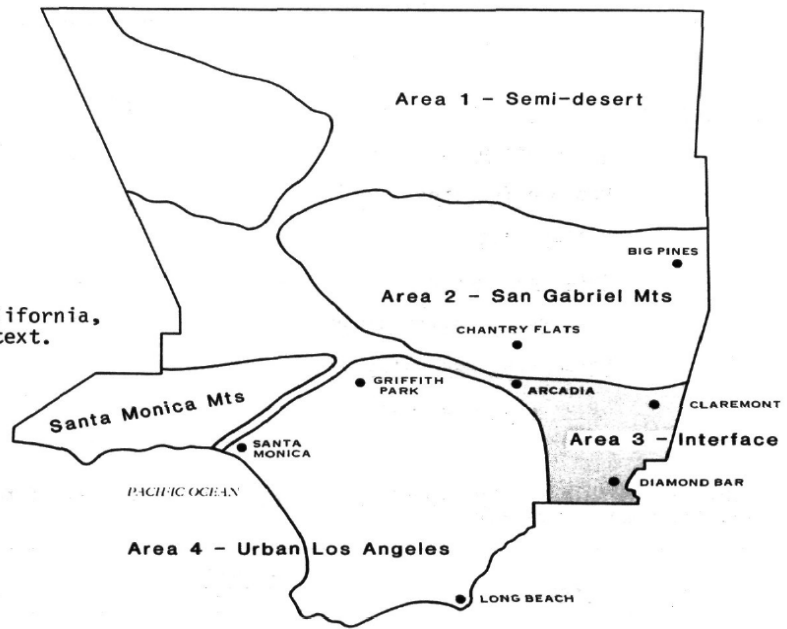 Area 1 - Semi-desert
BIG PINES
Area 2 - San Gabriel Mts
ifornia,
text.
CHANTRY FLATS
GRIFFITH
PARK
ARCADIA
CLAREMONT
Santa Monica Mts
Area 3 - Interface
SANTA
MONICA
DIAMOND BAR
PACIFIC OCEAN
Area 4 - Urban Los Angeles
LONG BEACH